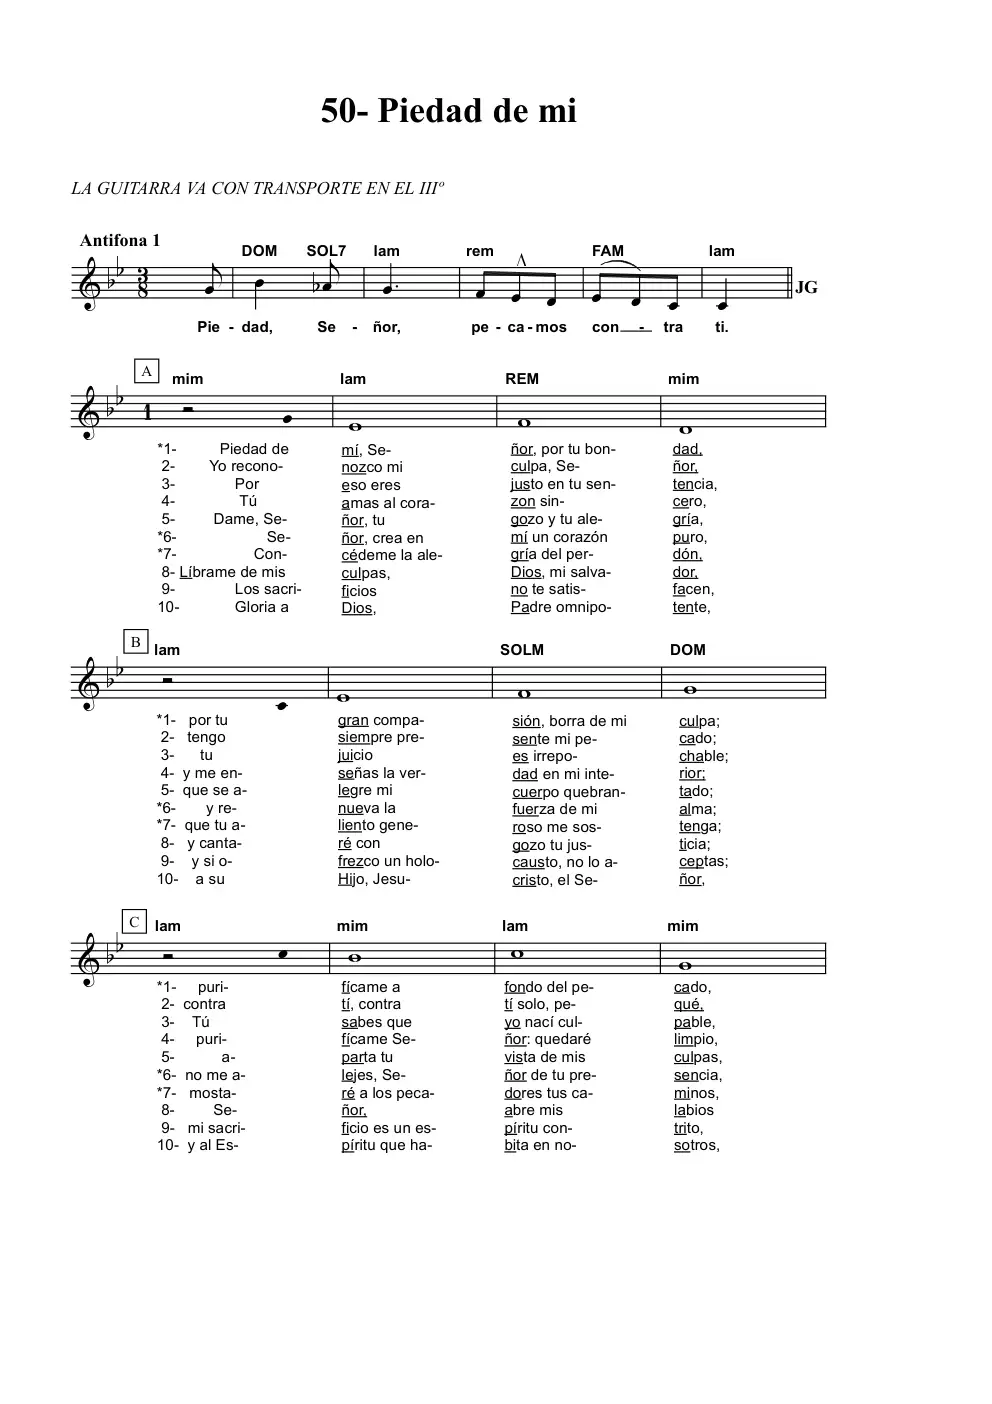 50- Piedad de mi
LA GUITARRA VA CON TRANSPORTE EN EL IIIº
Antifona 1
DOM SOL7 lam rem FAM lam
3
8
JG
Pie - dad, Se - ñor, pe - ca - mos con - tra ti.
A
mim lam REM mim
1
*1- Piedad de mí, Se- ñor, por tu bon- dad,
2- Yo recono- nozco mi culpa, Se- ñor,
3- Por eso eres justo en tu sen- tencia,
4- Tú amas al cora- zon sin- cero,
5- Dame, Se- ñor, tu gozo y tu ale- gría,
*6- Se- ñor, crea en mí un corazón puro,
*7- Con- cédeme la ale- gría del per- dón,
8- Líbrame de mis culpas, Dios, mi salva- dor,
9- Los sacri- ficios no te satis- facen,
10- Gloria a Dios, Padre omnipo- tente,
B
lam SOLM DOM
*1- por tu gran compa- sión, borra de mi culpa;
2- tengo siempre pre- sente mi pe- cado;
3- tu juicio es irrepo- chable;
4- y me en- señas la ver- dad en mi inte- rior;
5- que se a- legre mi cuerpo quebran- tado;
*6- y re- nueva la fuerza de mi alma;
*7- que tu a- liento gene- roso me sos- tenga;
8- y canta- ré con gozo tu jus- ticia;
9- y si o- frezco un holo- causto, no lo a- ceptas;
10- a su Hijo, Jesu- cristo, el Se- ñor,
C
lam mim lam mim
*1- puri- fícame a fondo del pe- cado,
2- contra tí, contra tí solo, pe- qué,
3- Tú sabes que yo nací cul- pable,
4- puri- fícame Se- ñor: quedaré limpio,
5- a- parta tu vista de mis culpas,
*6- no me a- lejes, Se- ñor de tu pre- sencia,
*7- mosta- ré a los peca- dores tus ca- minos,
8- Se- ñor, abre mis labios
9- mi sacri- ficio es un es- píritu con- trito,
10- y al Es- píritu que ha- bita en no- sotros,